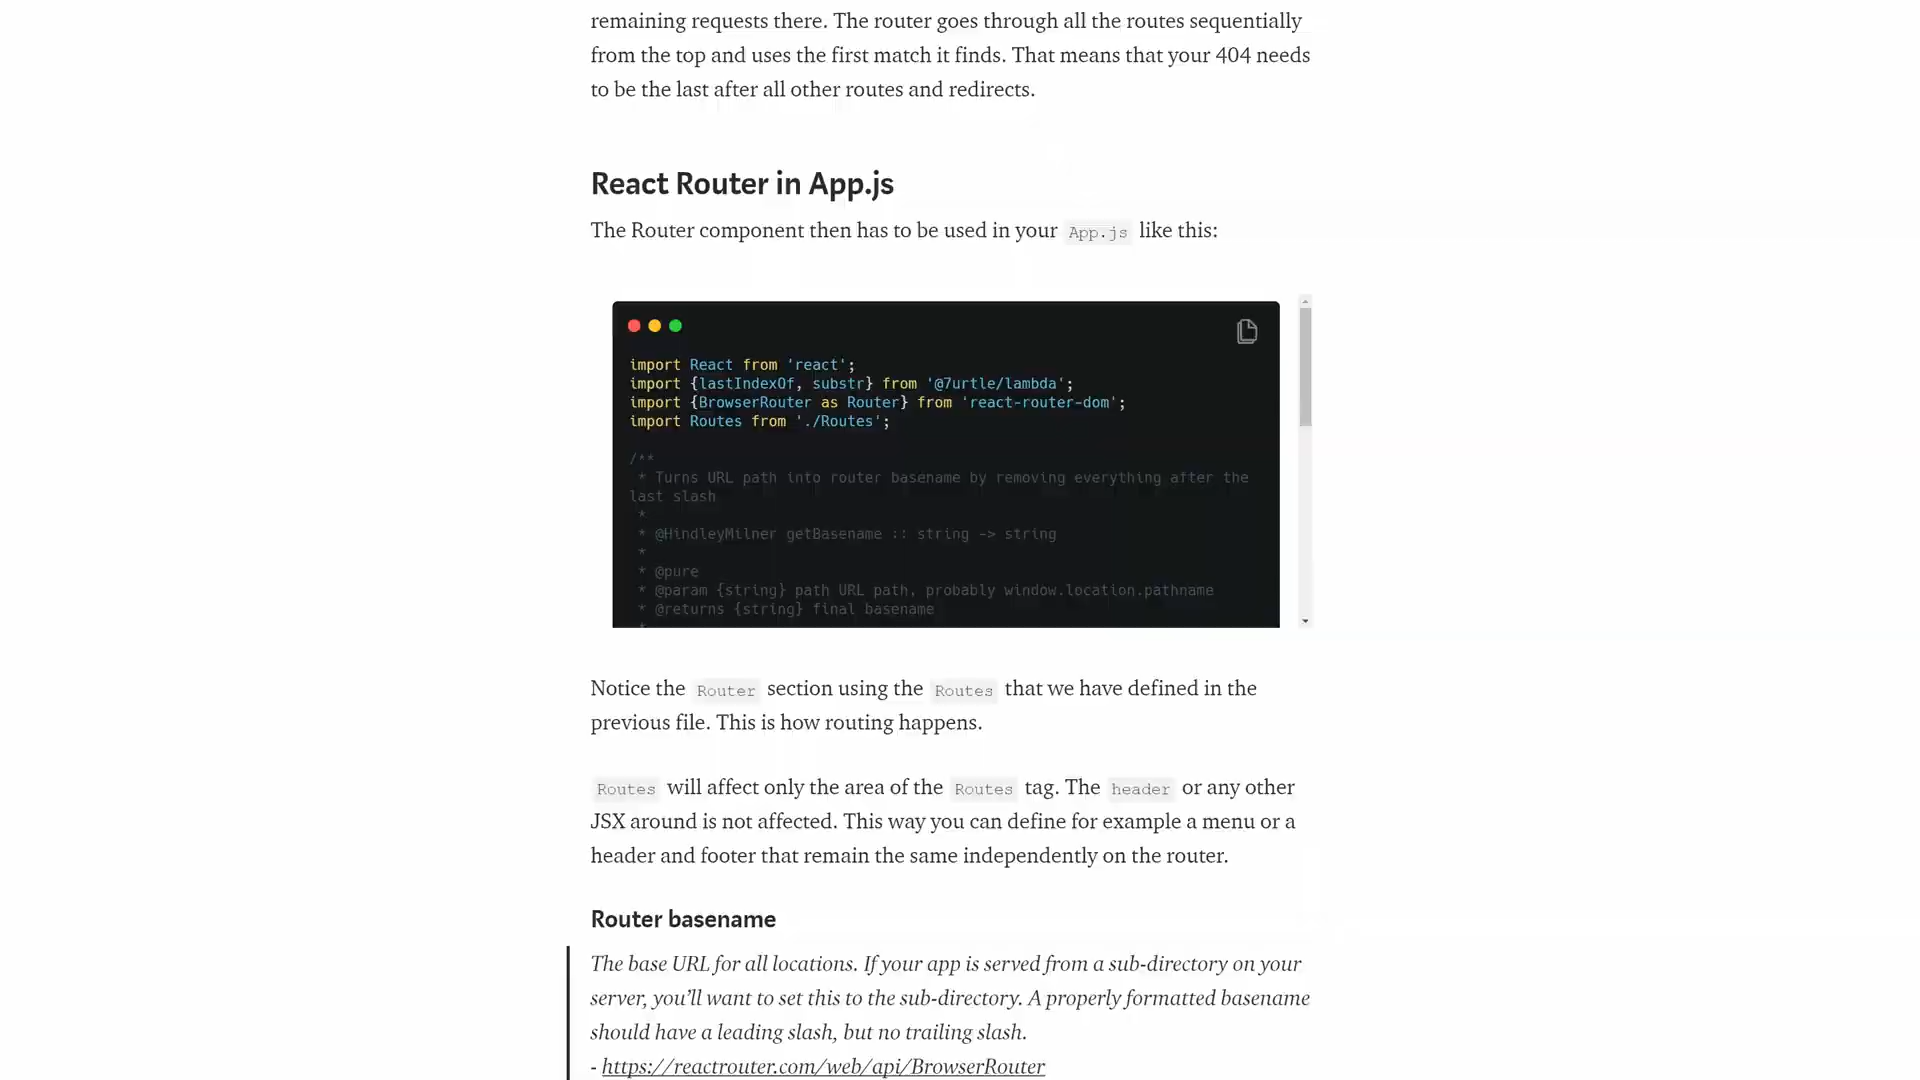 remaining requests there. The router goes through all the routes sequentially
from the top and uses the first match it finds. That means that your 404 needs
to be the last after all other routes and redirects.
React Router in App.js
The Router component then has to be used in your App.js like this:
import React from 'react';
import {lastIndexOf, substr} from '@7urtle/lambda';
import {BrowserRouter as Router} from 'react-router-dom';
import Routes from './Routes';
/**
* Turns URL path into router basename by removing everything after the
last slash
*
* @HindleyMilner getBasename :: string -> string
*
* @pure
* @param {string} path URL path, probably window.location.pathname
* @returns {string} final basename
Notice the Router section using the Routes that we have defined in the
previous file. This is how routing happens.
Routes will affect only the area of the Routes tag. The header or any other
JSX around is not affected. This way you can define for example a menu or a
header and footer that remain the same independently on the router.
Router basename
The base URL for all locations. If your app is served from a sub-directory on your
server, you’ll want to set this to the sub-directory. A properly formatted basename
should have a leading slash, but no trailing slash.
- https://reactrouter.com/web/api/BrowserRouter